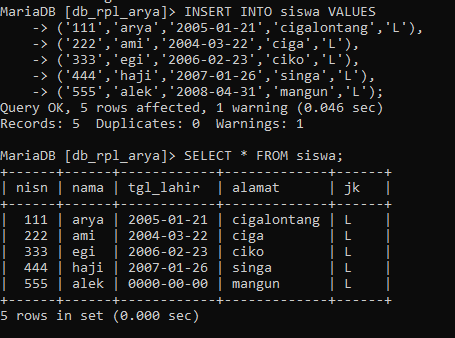 MariaDB [db_rpl_arya]> INSERT INTO siswa VALUES
    -> ('111','arya','2005-01-21','cigalontang','L'),
    -> ('222','ami','2004-03-22','ciga','L'),
    -> ('333','egi','2006-02-23','ciko','L'),
    -> ('444','haji','2007-01-26','singa','L'),
    -> ('555','alek','2008-04-31','mangun','L');
Query OK, 5 rows affected, 1 warning (0.046 sec)
Records: 5  Duplicates: 0  Warnings: 1

MariaDB [db_rpl_arya]> SELECT * FROM siswa;
+------+------+------------+-------------+------+
| nisn | nama | tgl_lahir  | alamat      | jk   |
+------+------+------------+-------------+------+
|  111 | arya | 2005-01-21 | cigalontang | L    |
|  222 | ami  | 2004-03-22 | ciga        | L    |
|  333 | egi  | 2006-02-23 | ciko        | L    |
|  444 | haji | 2007-01-26 | singa       | L    |
|  555 | alek | 0000-00-00 | mangun      | L    |
+------+------+------------+-------------+------+
5 rows in set (0.000 sec)